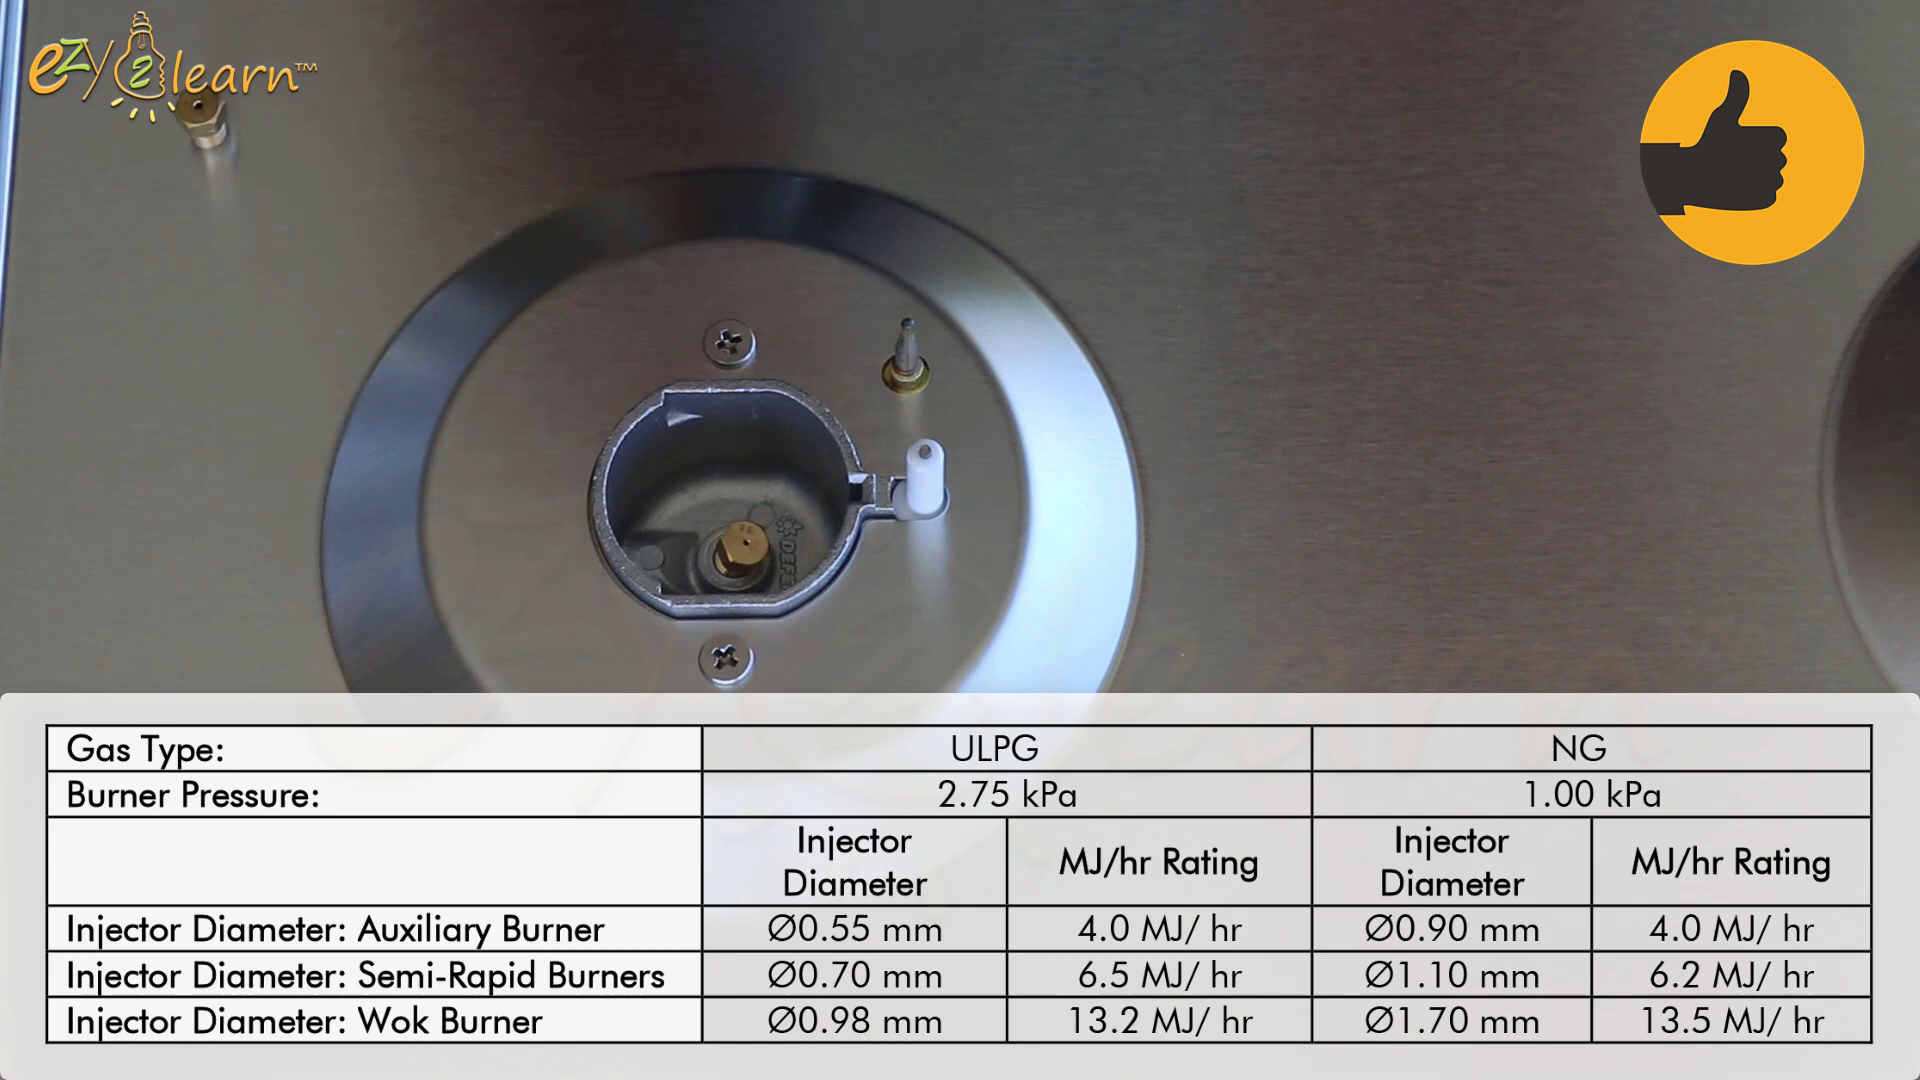 ezy2learn™
DEFE
Gas Type: ULPG NG
Burner Pressure: 2.75 kPa 1.00 kPa
Injector Diameter MJ/hr Rating Injector Diameter MJ/hr Rating
Injector Diameter: Auxiliary Burner Ø0.55 mm 4.0 MJ/ hr Ø0.90 mm 4.0 MJ/ hr
Injector Diameter: Semi-Rapid Burners Ø0.70 mm 6.5 MJ/ hr Ø1.10 mm 6.2 MJ/ hr
Injector Diameter: Wok Burner Ø0.98 mm 13.2 MJ/ hr Ø1.70 mm 13.5 MJ/ hr